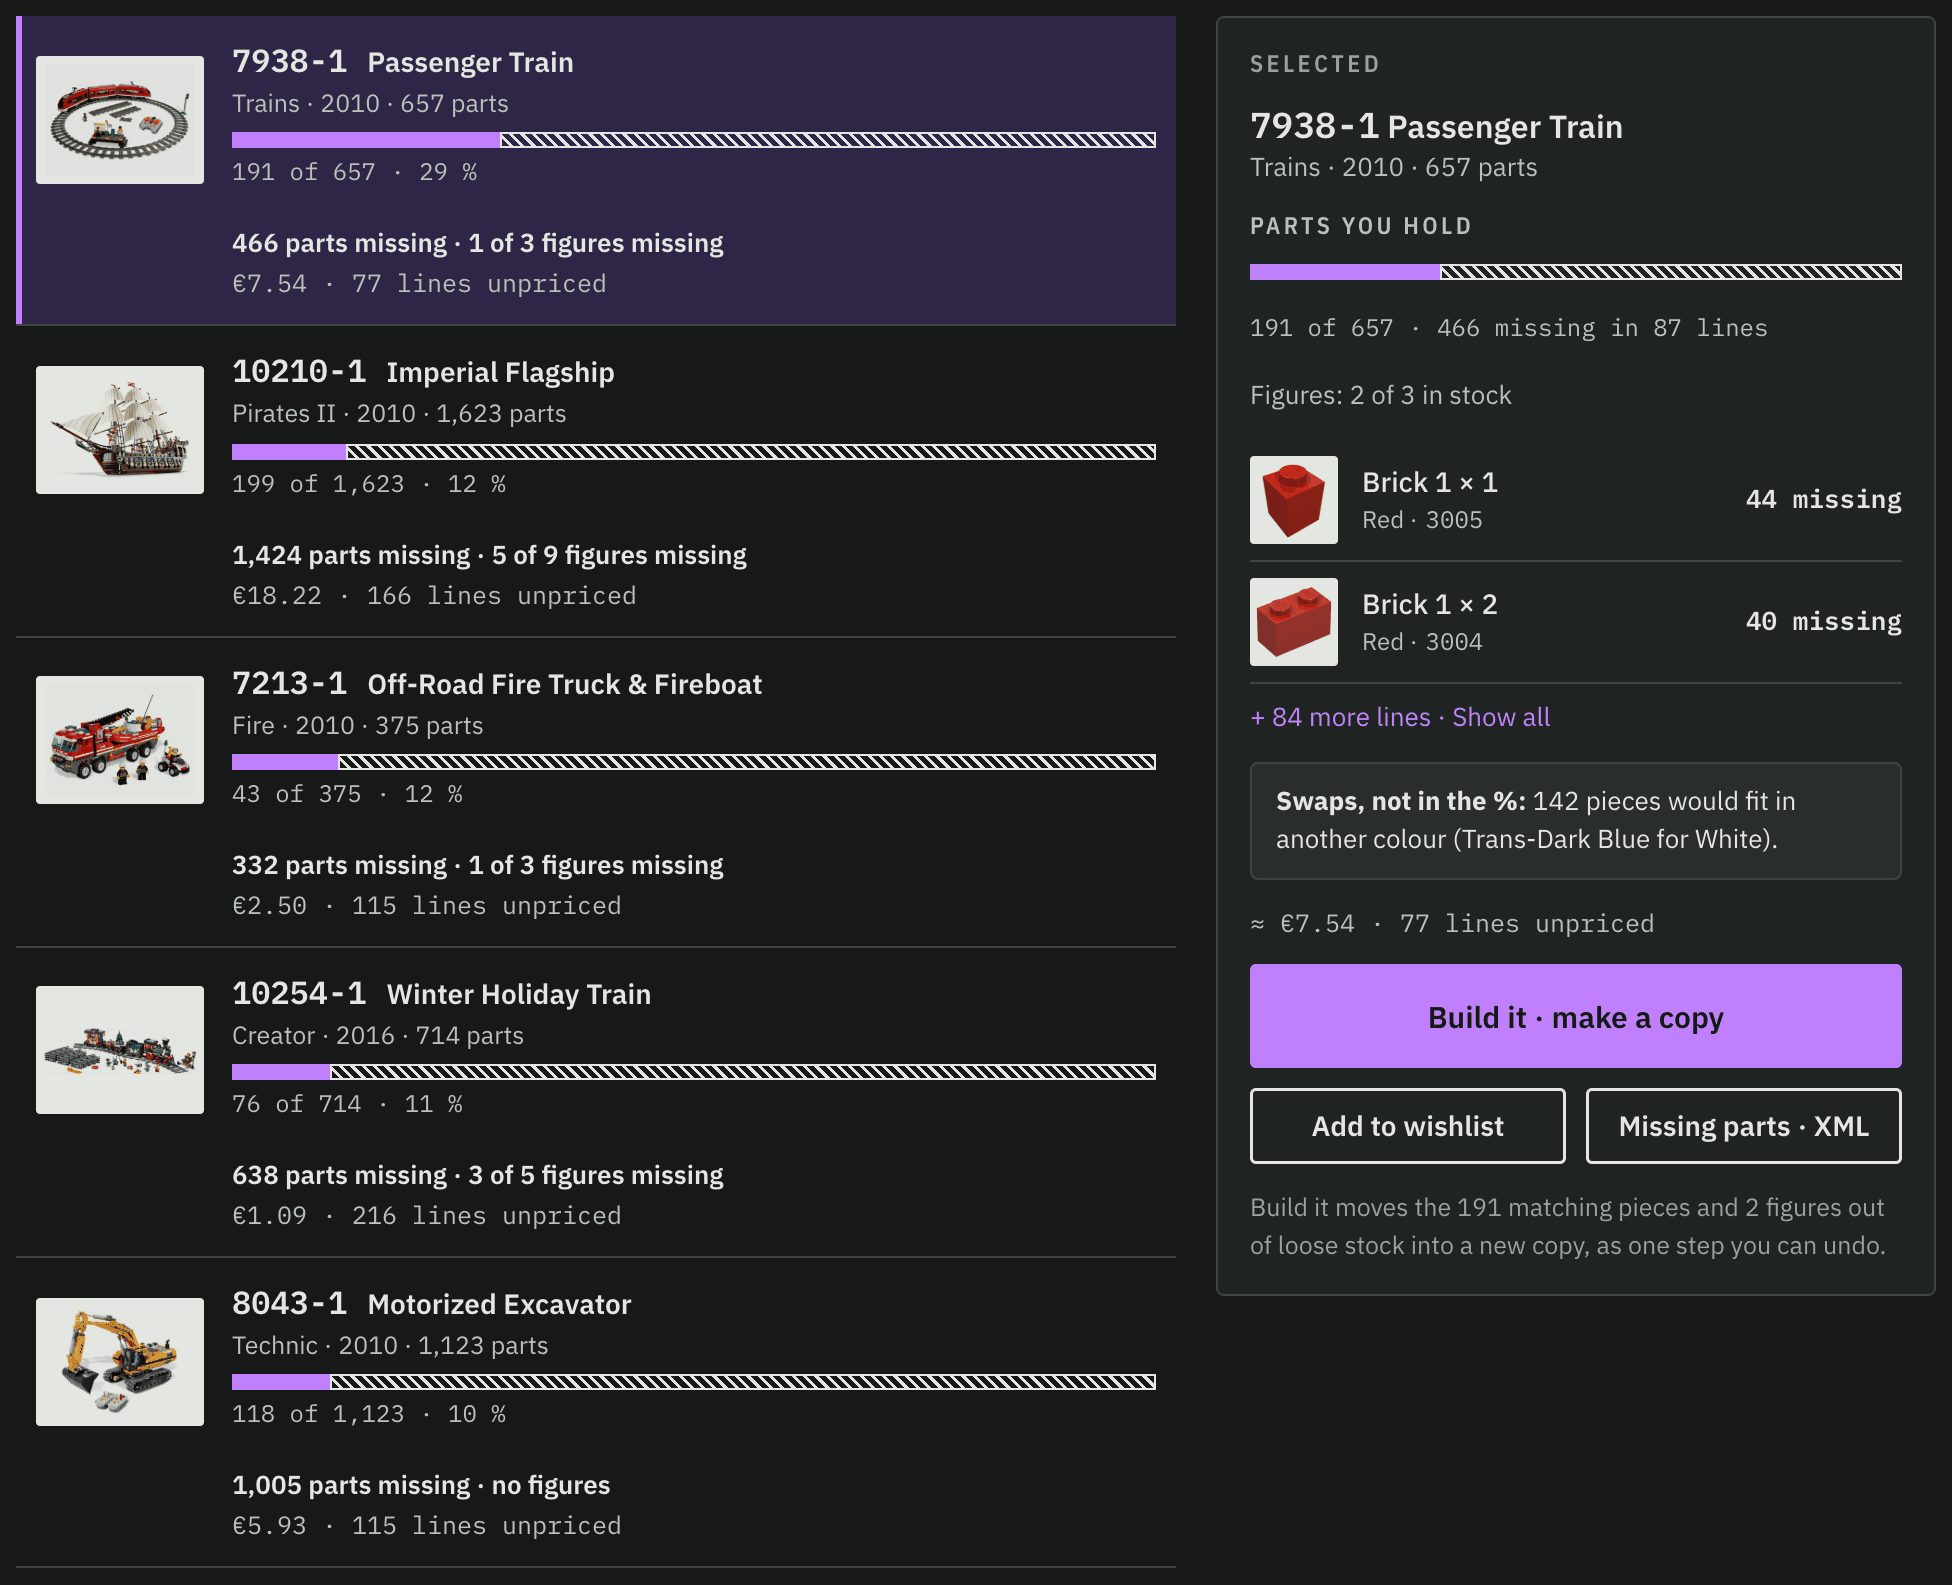 7938-1 Passenger Train
Trains · 2010 · 657 parts
191 of 657 · 29 %
466 parts missing · 1 of 3 figures missing
€7.54 · 77 lines unpriced
10210-1 Imperial Flagship
Pirates II · 2010 · 1,623 parts
199 of 1,623 · 12 %
1,424 parts missing · 5 of 9 figures missing
€18.22 · 166 lines unpriced
7213-1 Off-Road Fire Truck & Fireboat
Fire · 2010 · 375 parts
43 of 375 · 12 %
332 parts missing · 1 of 3 figures missing
€2.50 · 115 lines unpriced
10254-1 Winter Holiday Train
Creator · 2016 · 714 parts
76 of 714 · 11 %
638 parts missing · 3 of 5 figures missing
€1.09 · 216 lines unpriced
8043-1 Motorized Excavator
Technic · 2010 · 1,123 parts
118 of 1,123 · 10 %
1,005 parts missing · no figures
€5.93 · 115 lines unpriced
SELECTED
7938-1 Passenger Train
Trains · 2010 · 657 parts
PARTS YOU HOLD
191 of 657 · 466 missing in 87 lines
Figures: 2 of 3 in stock
Brick 1 × 1
Red · 3005
44 missing
Brick 1 × 2
Red · 3004
40 missing
+ 84 more lines · Show all
Swaps, not in the %: 142 pieces would fit in
another colour (Trans-Dark Blue for White).
≈ €7.54 · 77 lines unpriced
Build it · make a copy
Add to wishlist
Missing parts · XML
Build it moves the 191 matching pieces and 2 figures out
of loose stock into a new copy, as one step you can undo.